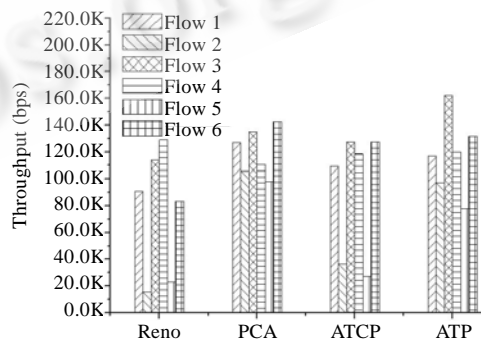 Throughput (bps)
220.0K
200.0K
180.0K
160.0K
140.0K
120.0K
100.0K
80.0K
60.0K
40.0K
20.0K
0.0K
Flow 1
Flow 2
Flow 3
Flow 4
Flow 5
Flow 6
Reno PCA ATCP ATP